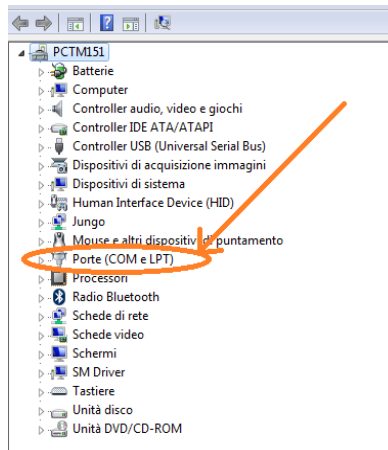 PCTM151
Batterie
Computer
Controller audio, video e giochi
Controller IDE ATA/ATAPI
Controller USB (Universal Serial Bus)
Dispositivi di acquisizione immagini
Dispositivi di sistema
Human Interface Device (HID)
Jungo
Mouse e altri dispositivi di puntamento
Porte (COM e LPT)
Processori
Radio Bluetooth
Schede di rete
Schede video
Schermi
SM Driver
Tastiere
Unità disco
Unità DVD/CD-ROM